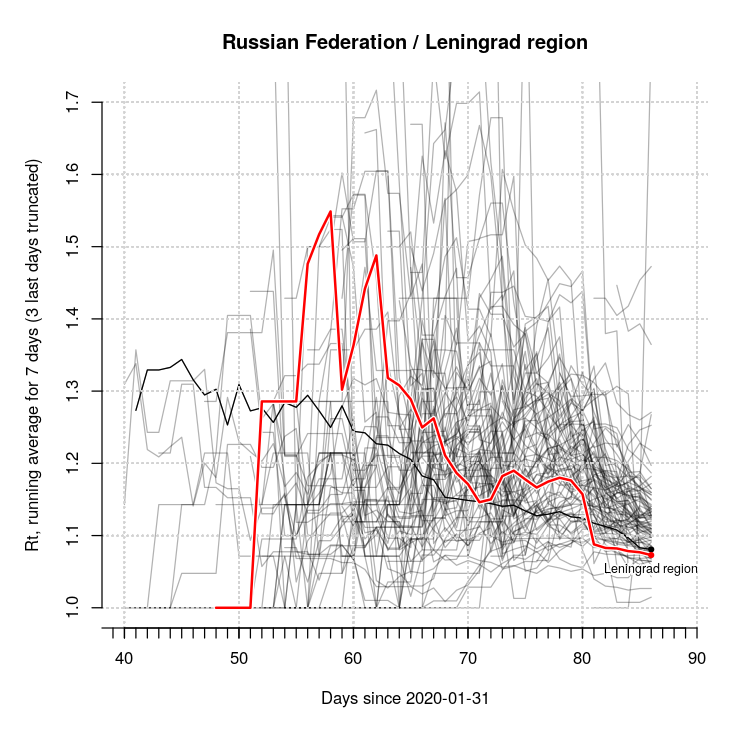 Russian Federation / Leningrad region
Rt, running average for 7 days (3 last days truncated)
1.7
1.6
1.5
1.4
1.3
1.2
1.1
1.0
Leningrad region
40 50 60 70 80 90
Days since 2020-01-31